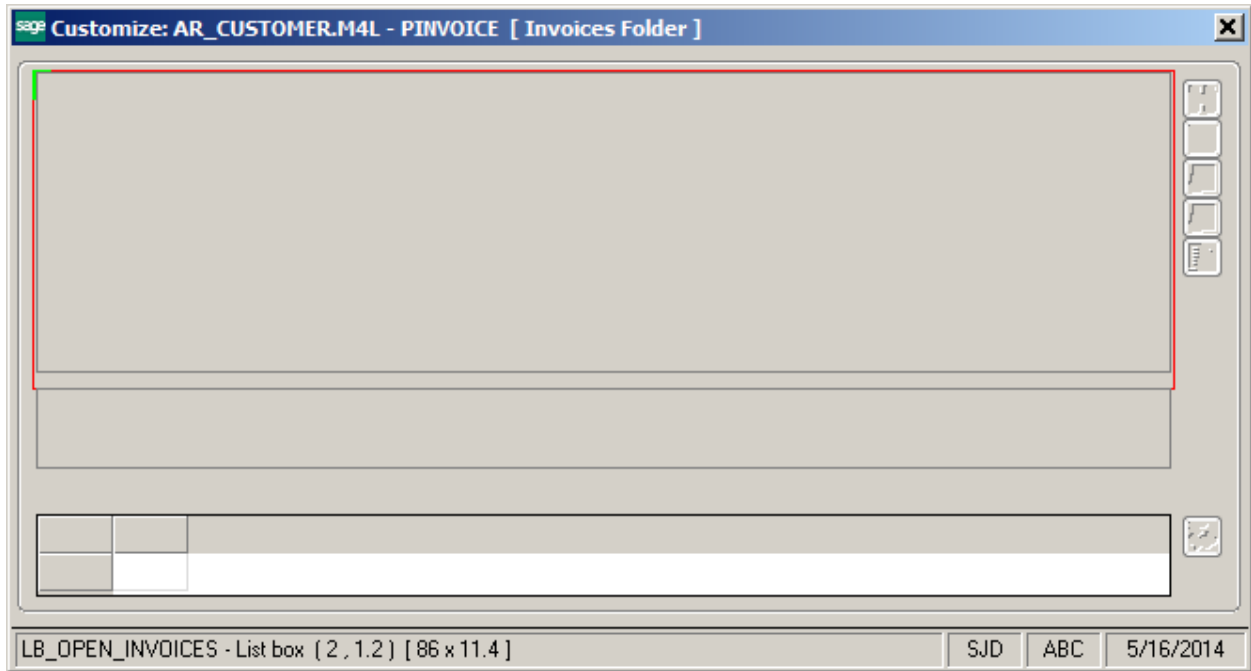 sage Customize: AR_CUSTOMER.M4L - PINVOICE [ Invoices Folder ]
LB_OPEN_INVOICES - List box ( 2 , 1.2 ) [ 86 x 11.4 ] SJD ABC 5/16/2014